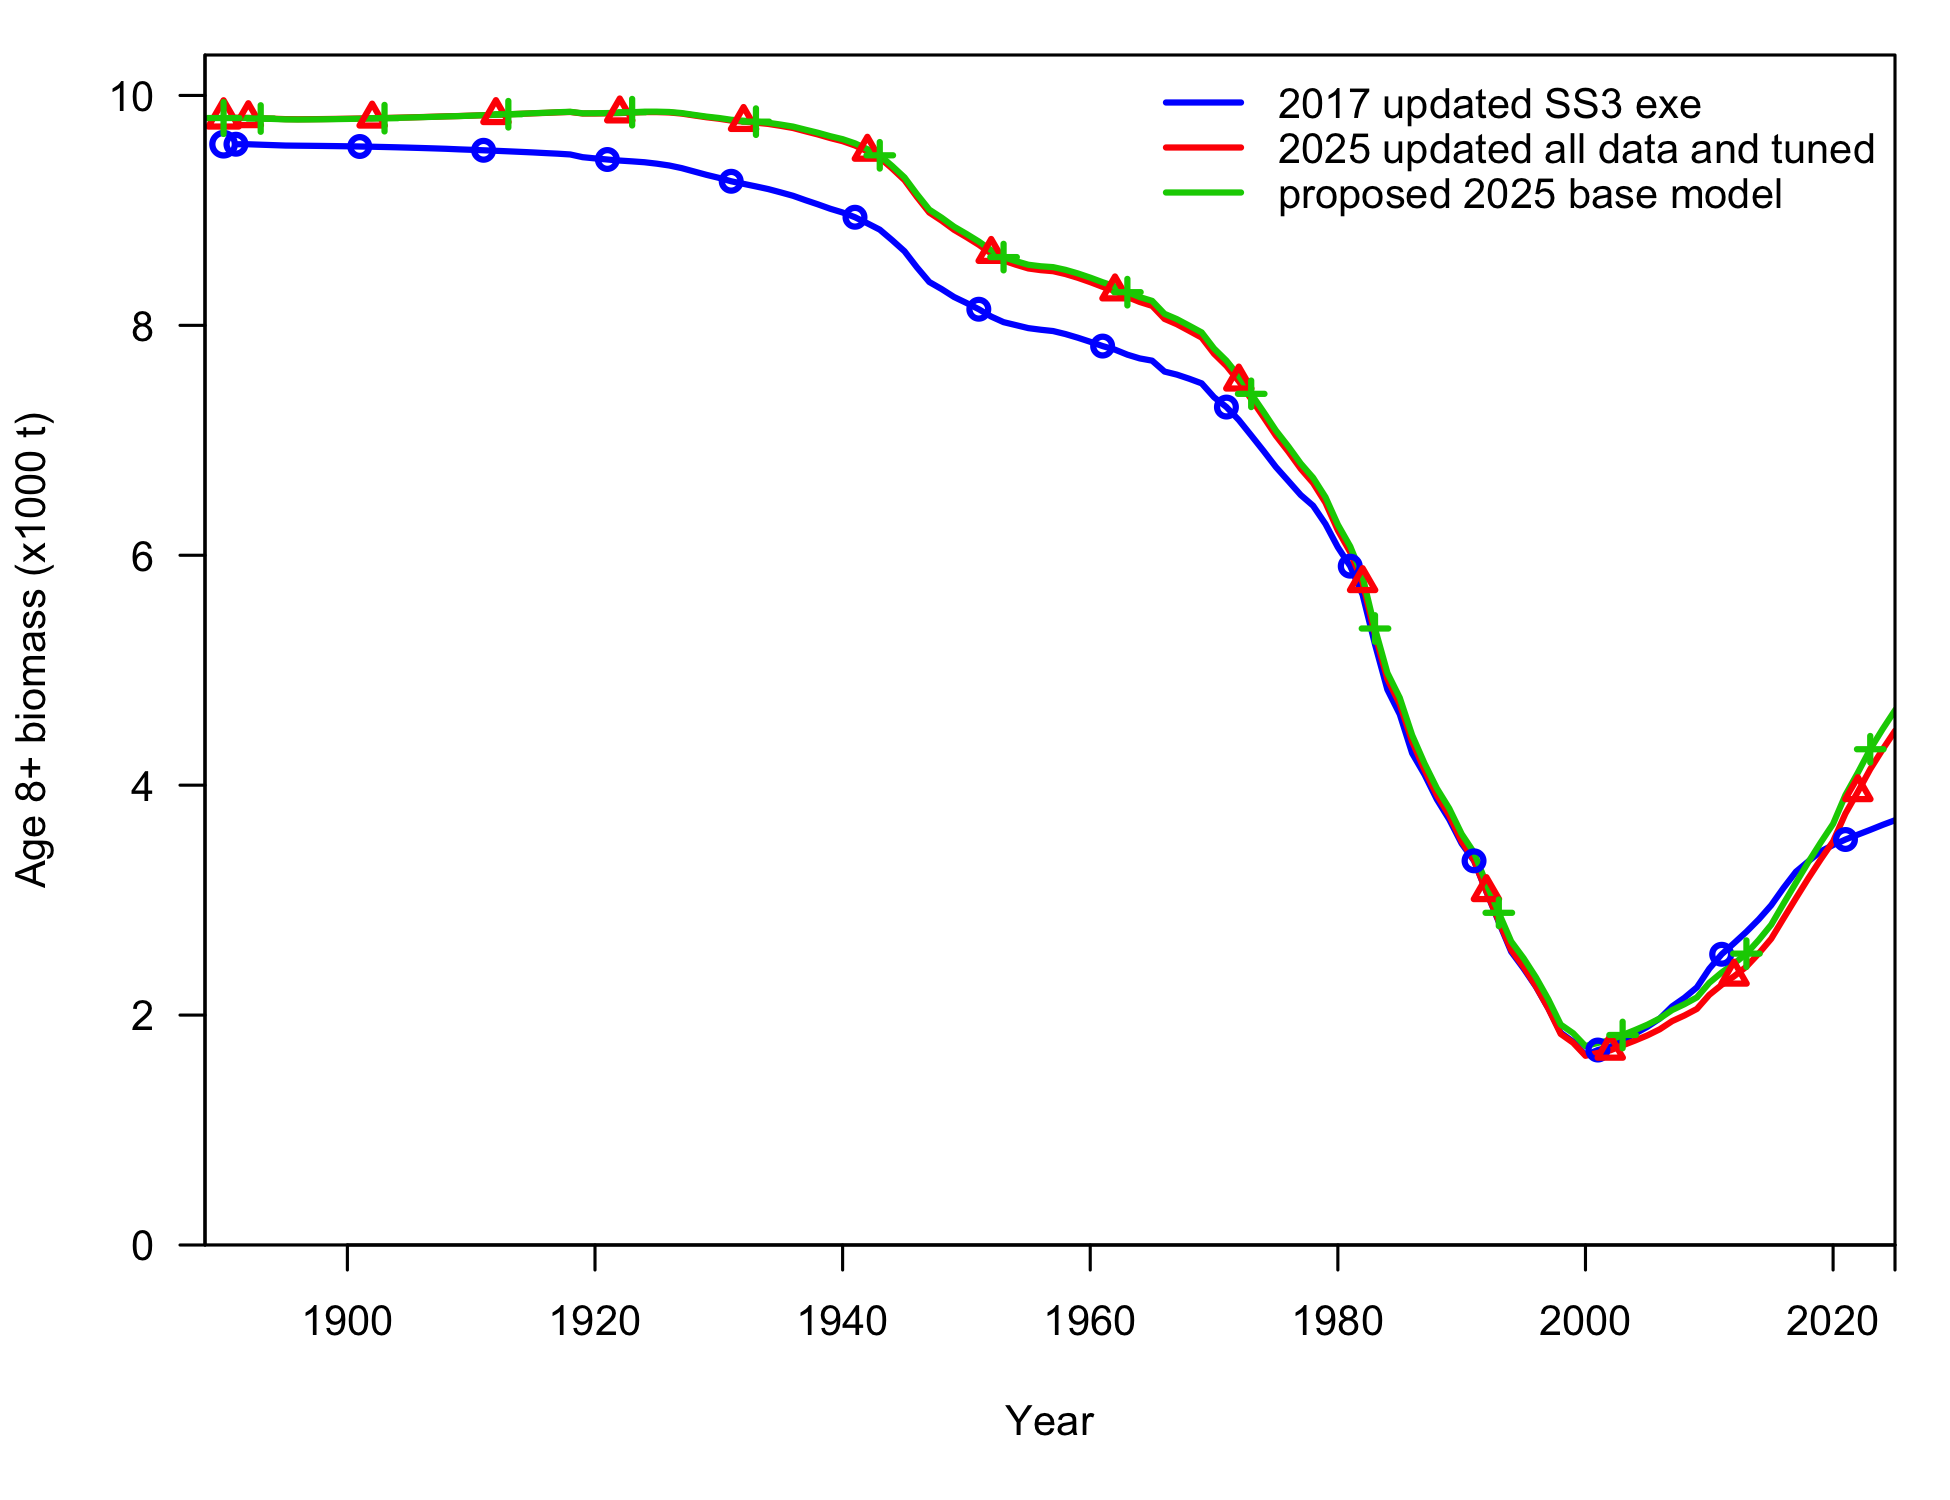 2017 updated SS3 exe
2025 updated all data and tuned
proposed 2025 base model
Age 8+ biomass (x1000 t)
10
8
6
4
2
0
1900 1920 1940 1960 1980 2000 2020
Year